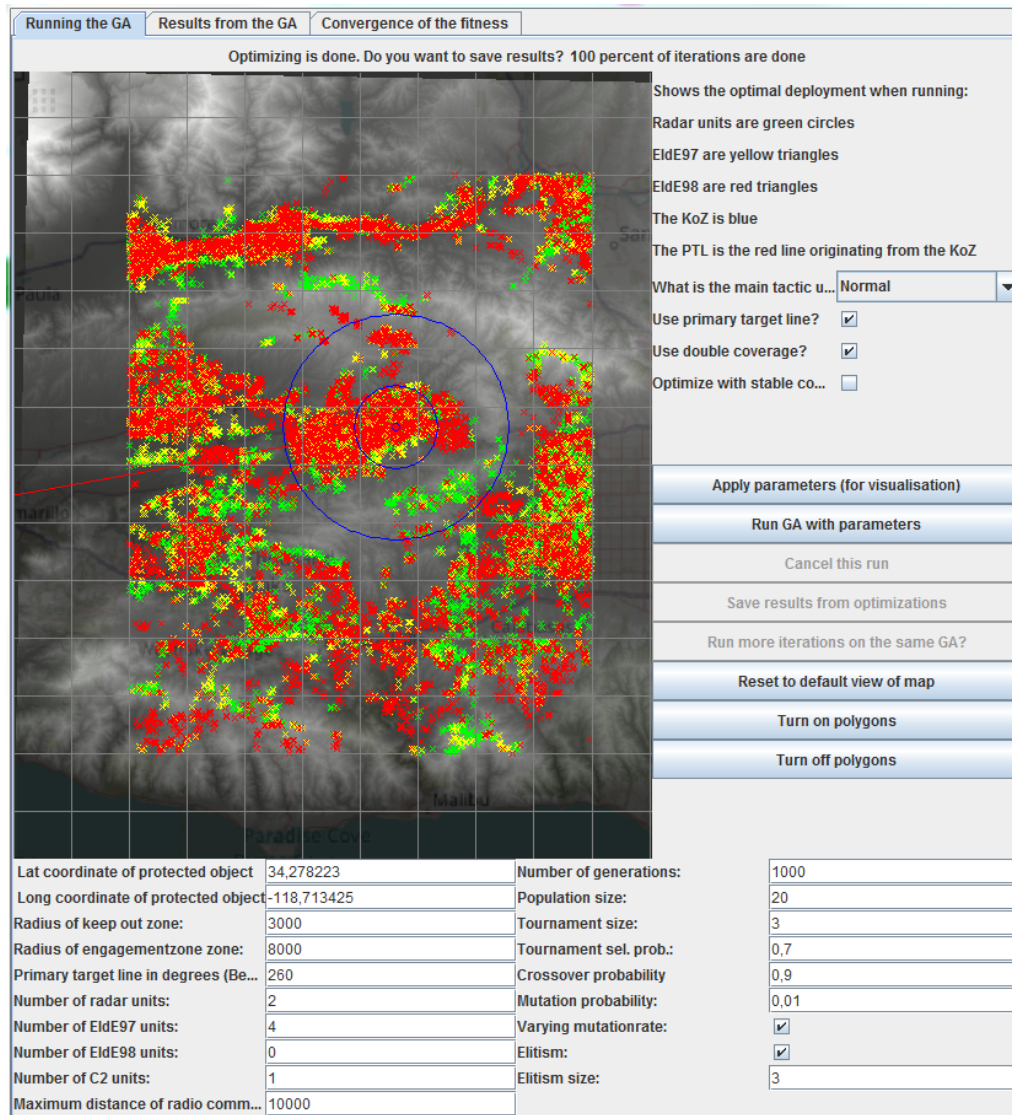 Running the GA
Results from the GA
Convergence of the fitness
Optimizing is done. Do you want to save results? 100 percent of iterations are done
Shows the optimal deployment when running:
Radar units are green circles
EldE97 are yellow triangles
EldE98 are red triangles
The KoZ is blue
The PTL is the red line originating from the KoZ
What is the main tactic u... Normal
Use primary target line?
Use double coverage?
Optimize with stable co...
Apply parameters (for visualisation)
Run GA with parameters
Cancel this run
Save results from optimizations
Run more iterations on the same GA?
Reset to default view of map
Turn on polygons
Turn off polygons
Paula
San
marillo
Malibu
Paradise Cove
Lat coordinate of protected object 34,278223
Long coordinate of protected object -118,713425
Radius of keep out zone: 3000
Radius of engagementzone zone: 8000
Primary target line in degrees (Be... 260
Number of radar units: 2
Number of EldE97 units: 4
Number of EldE98 units: 0
Number of C2 units: 1
Maximum distance of radio comm... 10000
Number of generations: 1000
Population size: 20
Tournament size: 3
Tournament sel. prob.: 0,7
Crossover probability 0,9
Mutation probability: 0,01
Varying mutationrate:
Elitism:
Elitism size: 3